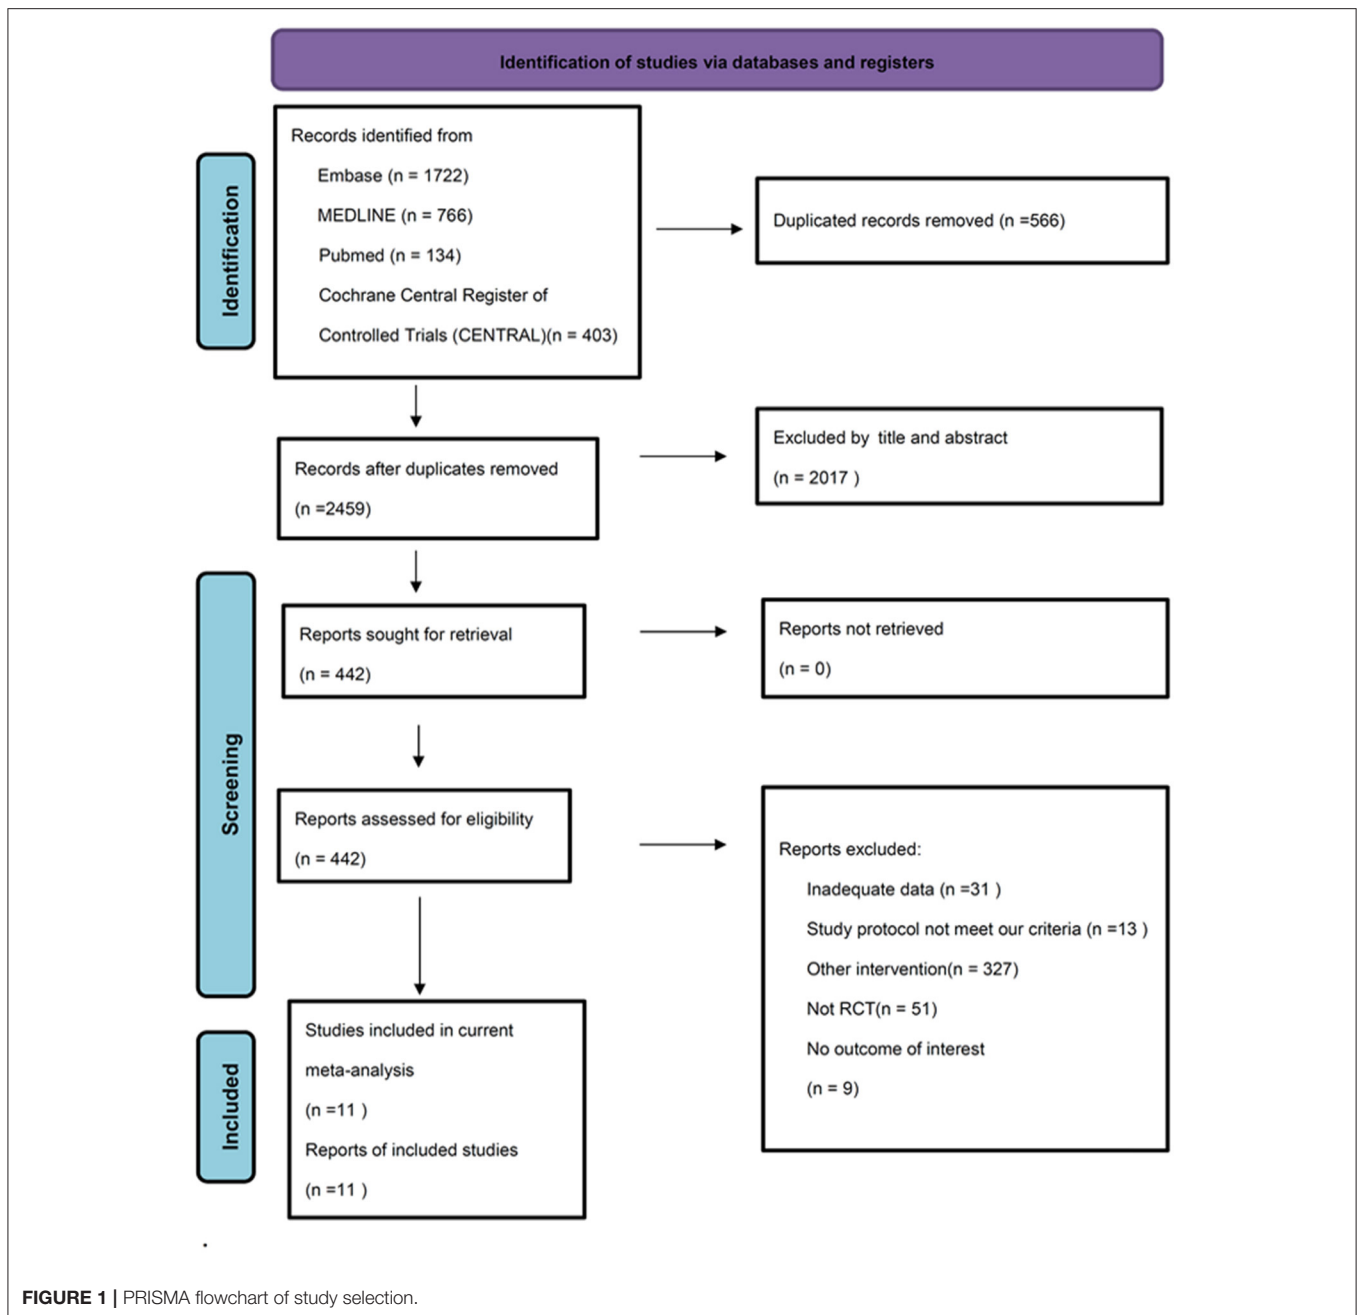 Identification of studies via databases and registers
Identification
Records identified from
Embase (n = 1722)
MEDLINE (n = 766)
Pubmed (n = 134)
Cochrane Central Register of
Controlled Trials (CENTRAL)(n = 403)
Duplicated records removed (n =566)
Records after duplicates removed
(n =2459)
Excluded by title and abstract
(n = 2017 )
Screening
Reports sought for retrieval
(n = 442)
Reports not retrieved
(n = 0)
Reports assessed for eligibility
(n = 442)
Reports excluded:
Inadequate data (n =31 )
Study protocol not meet our criteria (n =13 )
Other intervention(n = 327)
Not RCT(n = 51)
No outcome of interest
(n = 9)
Included
Studies included in current
meta-analysis
(n =11 )
Reports of included studies
(n =11 )
.
FIGURE 1 | PRISMA flowchart of study selection.